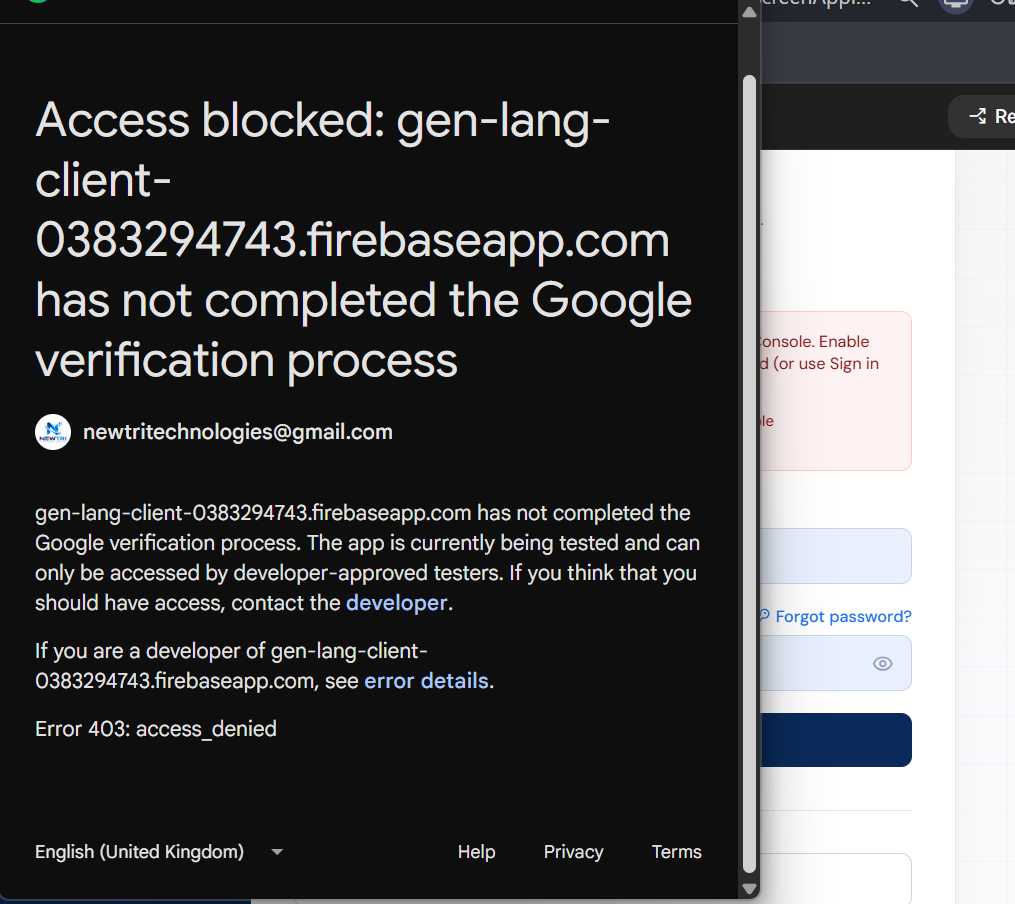 Access blocked: gen-lang-
client-
0383294743.firebaseapp.com
has not completed the Google
verification process
NEWTRI
newtritechnologies@gmail.com
gen-lang-client-0383294743.firebaseapp.com has not completed the
Google verification process. The app is currently being tested and can
only be accessed by developer-approved testers. If you think that you
should have access, contact the developer.
If you are a developer of gen-lang-client-
0383294743.firebaseapp.com, see error details.
Error 403: access_denied
English (United Kingdom)
Help
Privacy
Terms
Re
onsole. Enable
d (or use Sign in
le
Forgot password?